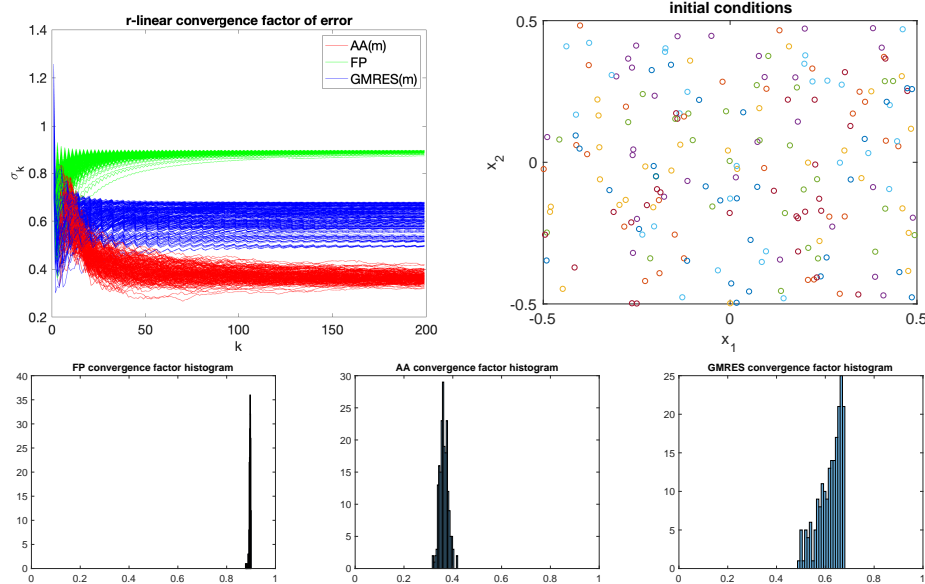 r-linear convergence factor of error
1.4
1.2
1
0.8
0.6
0.4
0.2
σk
0 50 100 150 200
k
AA(m)
FP
GMRES(m)
initial conditions
0.5
0
-0.5
x2
-0.5 0 0.5
x1
FP convergence factor histogram
40
35
30
25
20
15
10
5
0
0 0.2 0.4 0.6 0.8 1
AA convergence factor histogram
30
25
20
15
10
5
0
0 0.2 0.4 0.6 0.8 1
GMRES convergence factor histogram
25
20
15
10
5
0
0 0.2 0.4 0.6 0.8 1